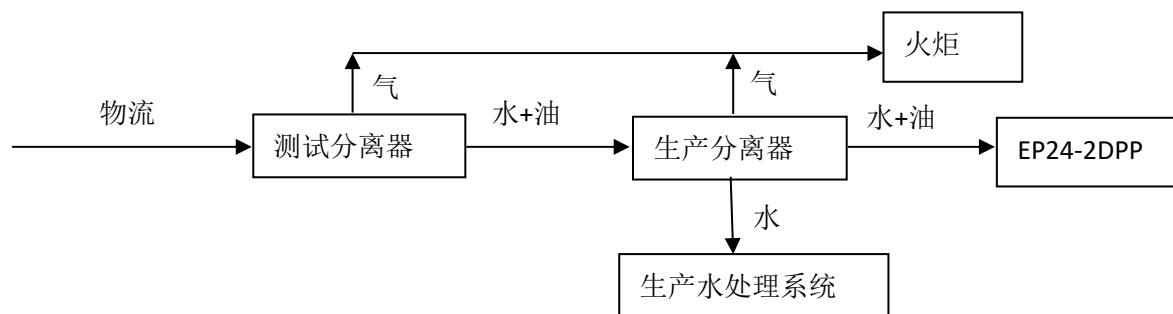 火炬
气
气
物流
水+油
水+油
测试分离器
生产分离器
EP24-2DPP
水
生产水处理系统